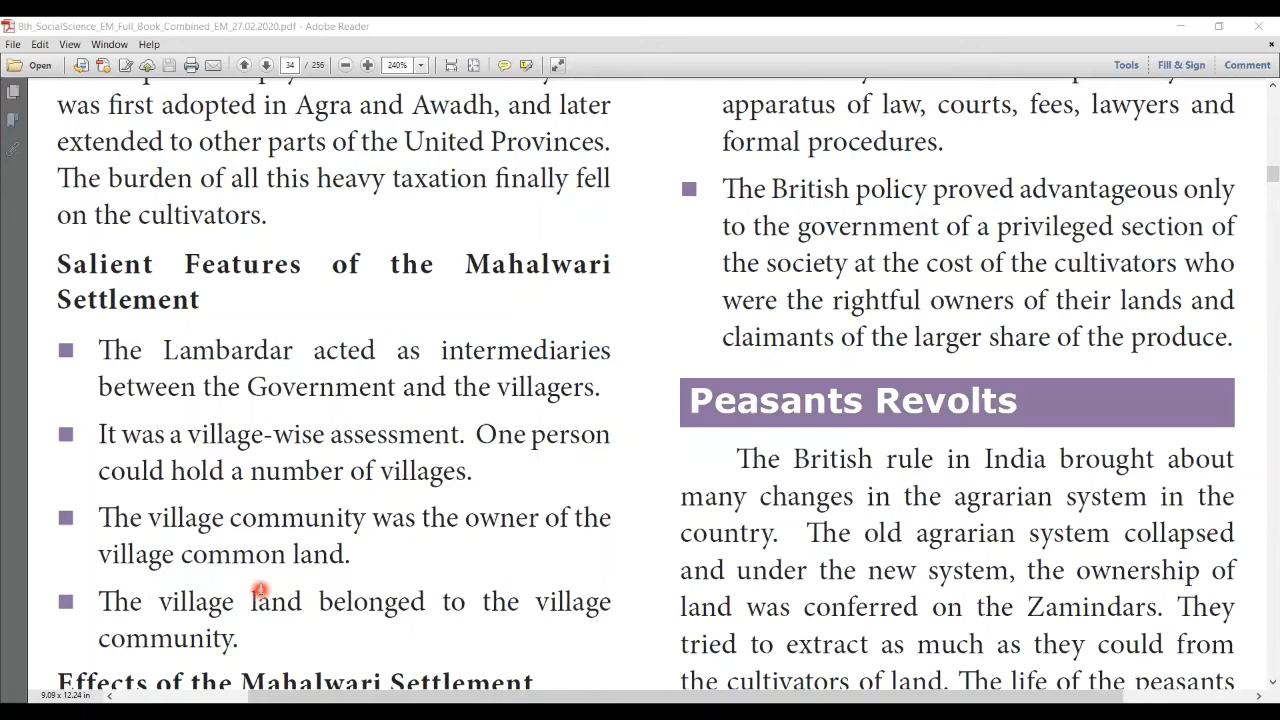 8th_SocialScience_EM_Full_Book_Combined_EM_27.02.2020.pdf - Adobe Reader
File Edit View Window Help
Open 34 / 256 240% Tools Fill & Sign Comment
was first adopted in Agra and Awadh, and later
extended to other parts of the United Provinces.
The burden of all this heavy taxation finally fell
on the cultivators.
Salient Features of the Mahalwari
Settlement
The Lambardar acted as intermediaries
between the Government and the villagers.
It was a village-wise assessment. One person
could hold a number of villages.
The village community was the owner of the
village common land.
The village land belonged to the village
community.
Effects of the Mahalwari Settlement
apparatus of law, courts, fees, lawyers and
formal procedures.
The British policy proved advantageous only
to the government of a privileged section of
the society at the cost of the cultivators who
were the rightful owners of their lands and
claimants of the larger share of the produce.
Peasants Revolts
The British rule in India brought about
many changes in the agrarian system in the
country. The old agrarian system collapsed
and under the new system, the ownership of
land was conferred on the Zamindars. They
tried to extract as much as they could from
the cultivators of land. The life of the peasants
9.09 x 12.24 in